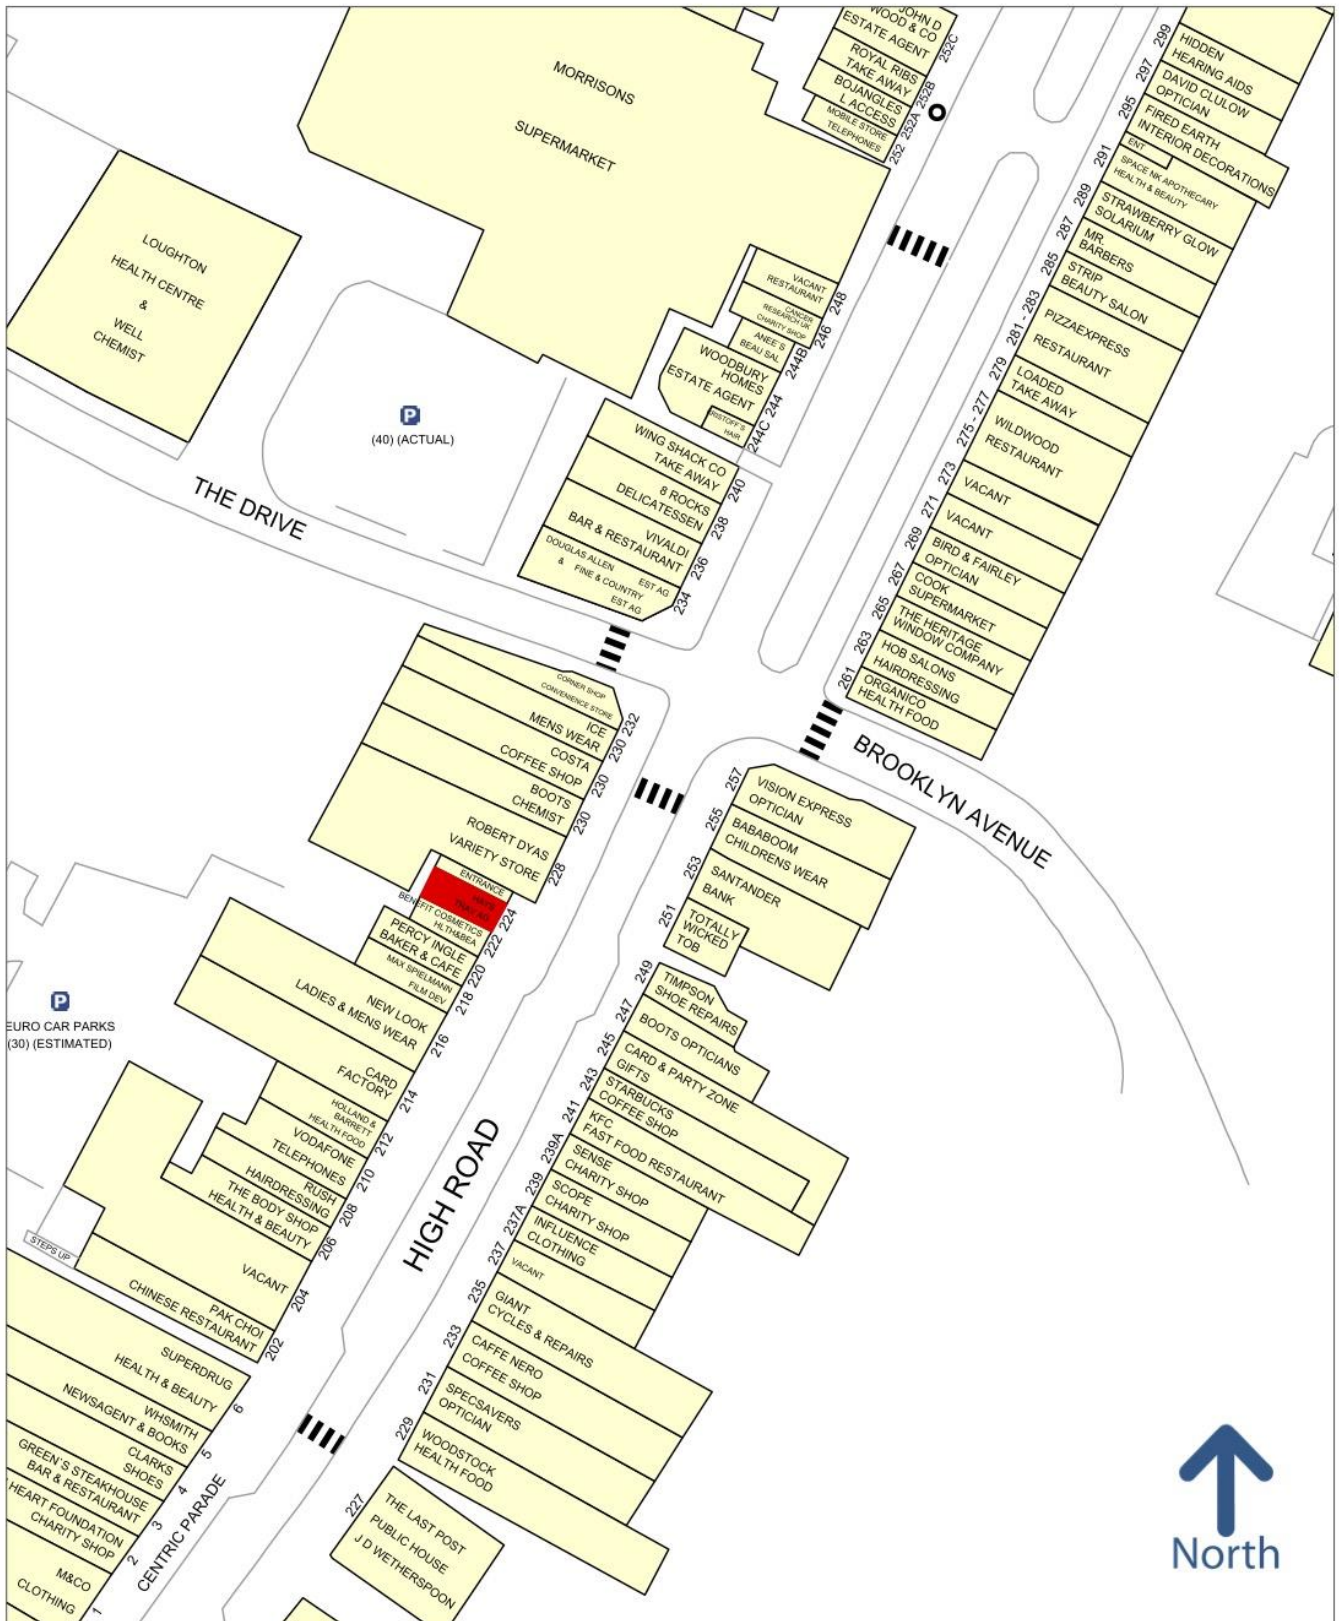 JOHN D
WOOD & CO
ESTATE AGENT
252C
ROYAL RIBS
TAKE AWAY
252B
BOJANGLES
L ACCESS
252A
MOBILE STORE
TELEPHONES
252
MORRISONS
SUPERMARKET
LOUGHTON
HEALTH CENTRE
&
WELL
CHEMIST
P
(40) (ACTUAL)
THE DRIVE
VACANT
RESTAURANT
248
CANCER
RESEARCH UK
CHARITY SHOP
246
ANEE'S
BEAU SAL
244B
WOODBURY
HOMES
ESTATE AGENT
244
HAIR
244C
WING SHACK CO
TAKE AWAY
240
8 ROCKS
DELICATESSEN
238
VIVALDI
BAR & RESTAURANT
236
DOUGLAS ALLEN EST AG
& FINE & COUNTRY
EST AG
234
299
HIDDEN
HEARING AIDS
297
DAVID CLULOW
OPTICIAN
295
FIRED EARTH
INTERIOR DECORATIONS
ENT
291
SPACE NK APOTHECARY
HEALTH & BEAUTY
289
STRAWBERRY GLOW
SOLARIUM
287
MR.
BARBERS
285
STRIP
BEAUTY SALON
281 - 283
PIZZAEXPRESS
RESTAURANT
279
LOADED
TAKE AWAY
275 - 277
WILDWOOD
RESTAURANT
273
VACANT
271
VACANT
269
BIRD & FAIRLEY
OPTICIAN
267
COOK
SUPERMARKET
265
THE HERITAGE
WINDOW COMPANY
263
HOB SALONS
HAIRDRESSING
261
ORGANICO
HEALTH FOOD
BROOKLYN AVENUE
CORNER SHOP
CONVENIENCE STORE
232
ICE
MENS WEAR
230
COSTA
COFFEE SHOP
230
BOOTS
CHEMIST
230
ROBERT DYAS
VARIETY STORE
228
ENTRANCE
HAYS
TRAV AG
224
BENEFIT COSMETICS
HLTH&BEA
222
PERCY INGLE
BAKER & CAFE
220
MAX SPIELMANN
FILM DEV
218
NEW LOOK
LADIES & MENS WEAR
216
CARD
FACTORY
214
HOLLAND &
BARRETT
HEALTH FOOD
212
VODAFONE
TELEPHONES
210
RUSH
HAIRDRESSING
208
THE BODY SHOP
HEALTH & BEAUTY
206
VACANT
204
PAK CHOI
CHINESE RESTAURANT
202
P
EURO CAR PARKS
(30) (ESTIMATED)
STEPS UP
SUPERDRUG
HEALTH & BEAUTY
6
WHSMITH
NEWSAGENT & BOOKS
5
CLARKS
SHOES
4
GREEN'S STEAKHOUSE
BAR & RESTAURANT
3
HEART FOUNDATION
CHARITY SHOP
2
M&CO
CLOTHING
1
CENTRIC PARADE
HIGH ROAD
257
VISION EXPRESS
OPTICIAN
255
BABABOOM
CHILDRENS WEAR
253
SANTANDER
BANK
251
TOTALLY
WICKED
TOB
249
TIMPSON
SHOE REPAIRS
247
BOOTS OPTICIANS
245
CARD & PARTY ZONE
GIFTS
243
STARBUCKS
COFFEE SHOP
241
KFC
FAST FOOD RESTAURANT
239A
SENSE
CHARITY SHOP
239
SCOPE
CHARITY SHOP
237A
INFLUENCE
CLOTHING
237
VACANT
235
GIANT
CYCLES & REPAIRS
233
CAFFE NERO
COFFEE SHOP
231
SPECSAVERS
OPTICIAN
229
WOODSTOCK
HEALTH FOOD
227
THE LAST POST
PUBLIC HOUSE
J D WETHERSPOON
North